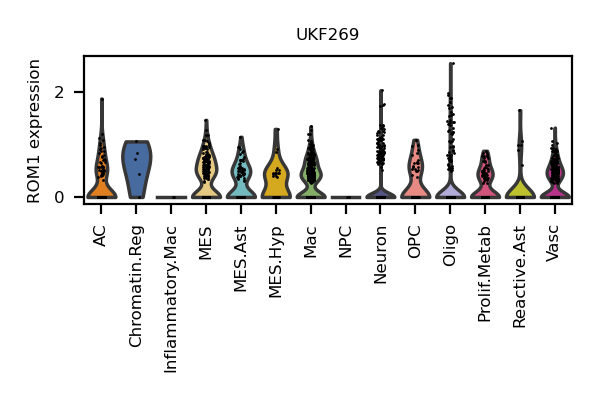 UKF269
ROM1 expression
2
0
AC
Chromatin.Reg
Inflammatory.Mac
MES
MES.Ast
MES.Hyp
Mac
NPC
Neuron
OPC
Oligo
Prolif.Metab
Reactive.Ast
Vasc